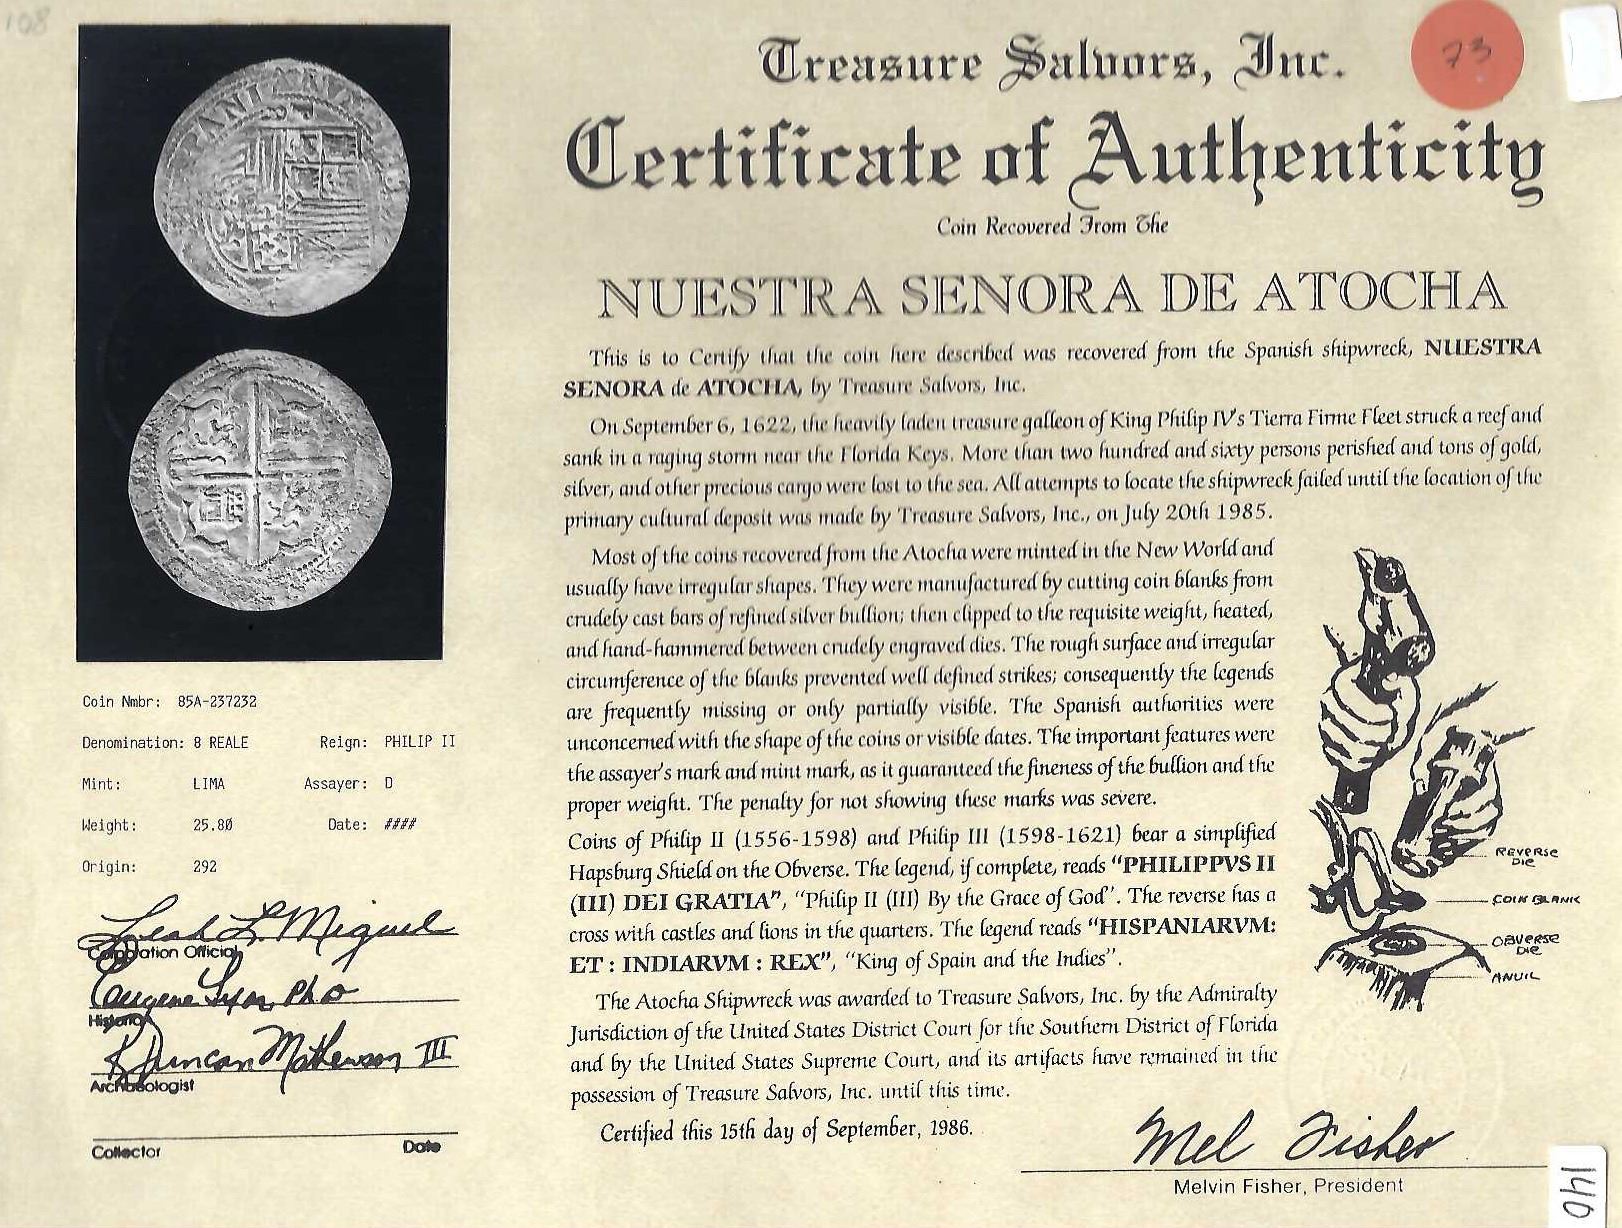 108
Treasure Salvors, Inc.
73
Certificate of Authenticity
Coin Recovered From The
NUESTRA SENORA DE ATOCHA
This is to Certify that the coin here described was recovered from the Spanish shipwreck, NUESTRA
SENORA de ATOCHA, by Treasure Salvors, Inc.
On September 6, 1622, the heavily laden treasure galleon of King Philip IV's Tierra Firme Fleet struck a reef and
sank in a raging storm near the Florida Keys. More than two hundred and sixty persons perished and tons of gold,
silver, and other precious cargo were lost to the sea. All attempts to locate the shipwreck failed until the location of the
primary cultural deposit was made by Treasure Salvors, Inc., on July 20th 1985.
Most of the coins recovered from the Atocha were minted in the New World and
usually have irregular shapes. They were manufactured by cutting coin blanks from
crudely cast bars of refined silver bullion; then clipped to the requisite weight, heated,
and hand-hammered between crudely engraved dies. The rough surface and irregular
circumference of the blanks prevented well defined strikes; consequently the legends
are frequently missing or only partially visible. The Spanish authorities were
unconcerned with the shape of the coins or visible dates. The important features were
the assayer's mark and mint mark, as it guaranteed the fineness of the bullion and the
proper weight. The penalty for not showing these marks was severe.
Coins of Philip II (1556-1598) and Philip III (1598-1621) bear a simplified
Hapsburg Shield on the Obverse. The legend, if complete, reads "PHILIPPVS II
(III) DEI GRATIA", "Philip II (III) By the Grace of God". The reverse has a
cross with castles and lions in the quarters. The legend reads "HISPANIARVM:
ET : INDIARVM : REX", "King of Spain and the Indies".
The Atocha Shipwreck was awarded to Treasure Salvors, Inc. by the Admiralty
Jurisdiction of the United States District Court for the Southern District of Florida
and by the United States Supreme Court, and its artifacts have remained in the
possession of Treasure Salvors, Inc. until this time.
Certified this 15th day of September, 1986.
REVERSE
DIE
COIN BLANK
OBVERSE
DIE
ANVIL
Mel Fisher
Melvin Fisher, President
140
Coin Nmbr: 85A-237232
Denomination: 8 REALE Reign: PHILIP II
Mint: LIMA Assayer: D
Weight: 25.80 Date: ####
Origin: 292
Leah L. Miguel
Corporation Official
Eugene Lyon, PhD
Historian
R Duncan Mathewson III
Archaeologist
Collector Date